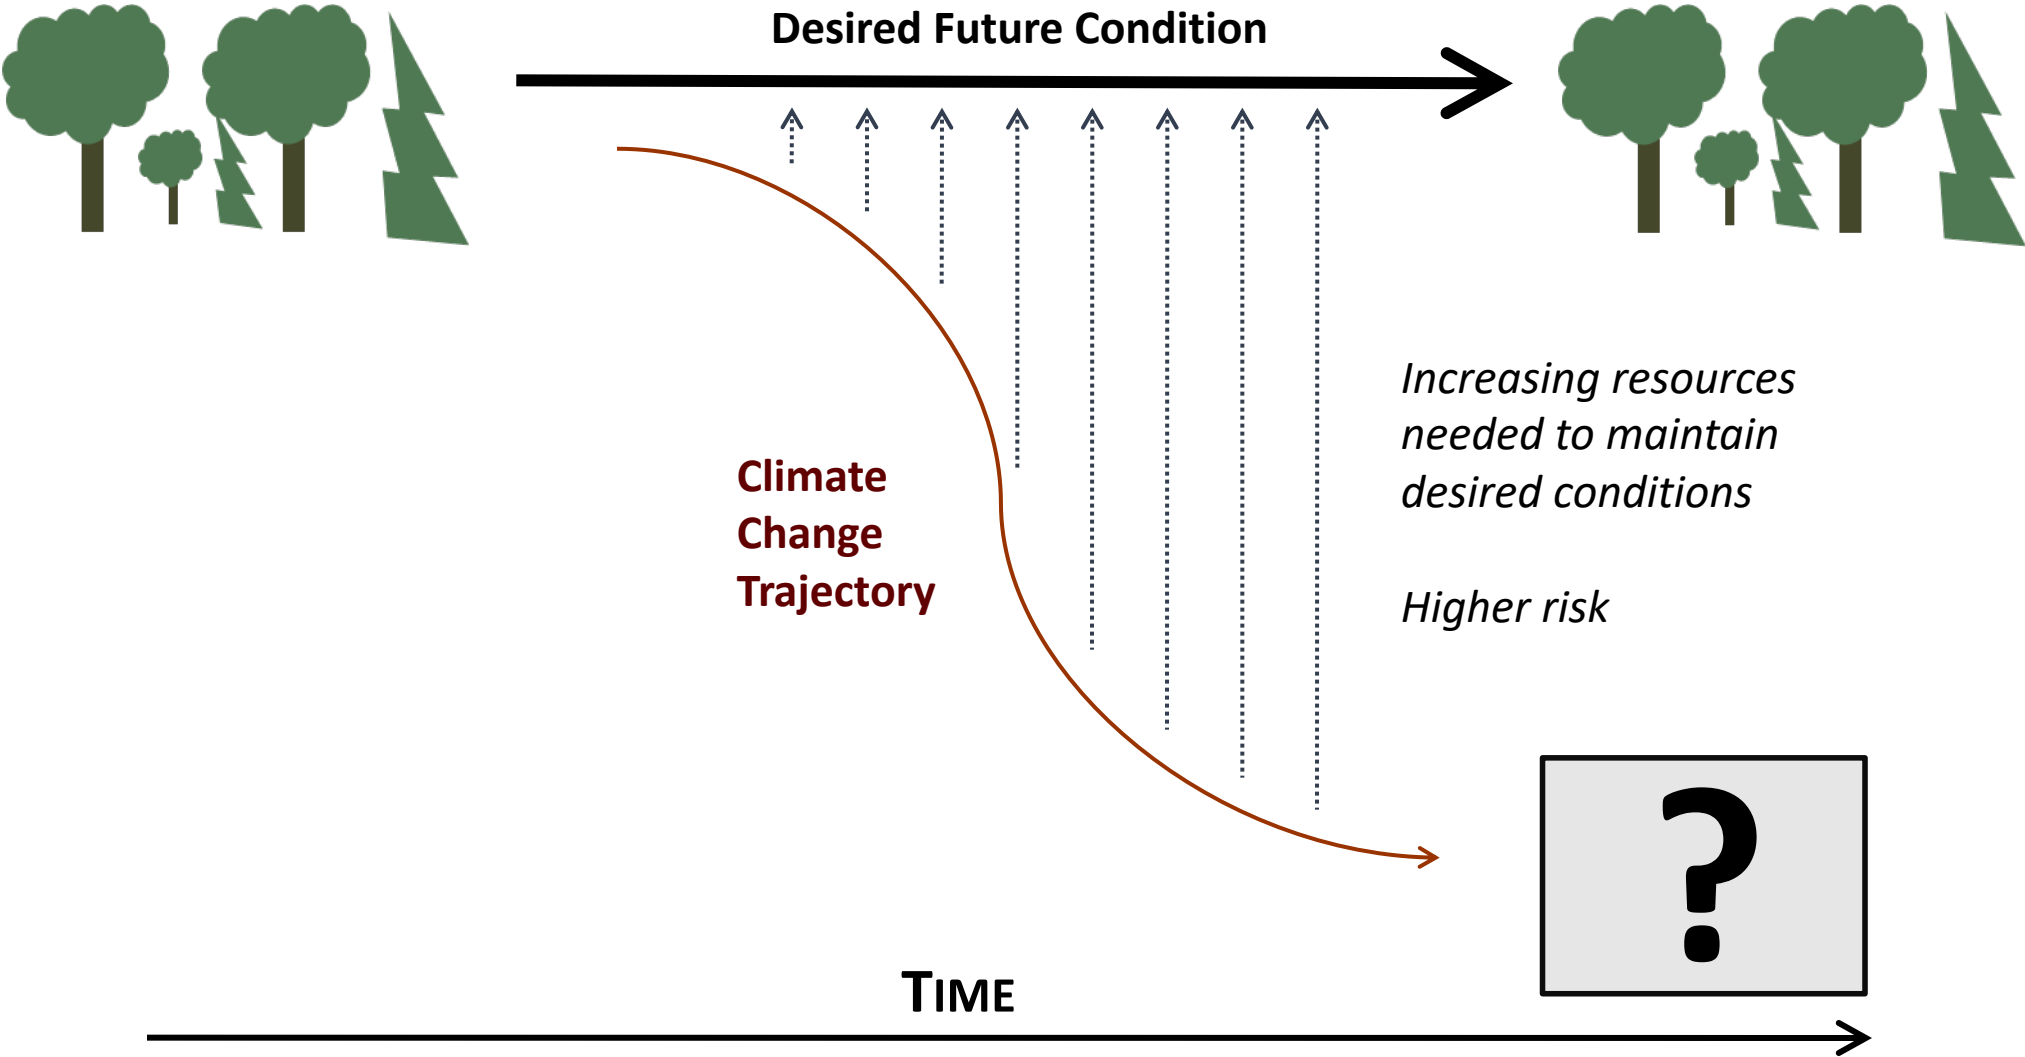 Desired Future Condition
Increasing resources
needed to maintain
desired conditions
Climate
Change
Trajectory
Higher risk
?
TIME